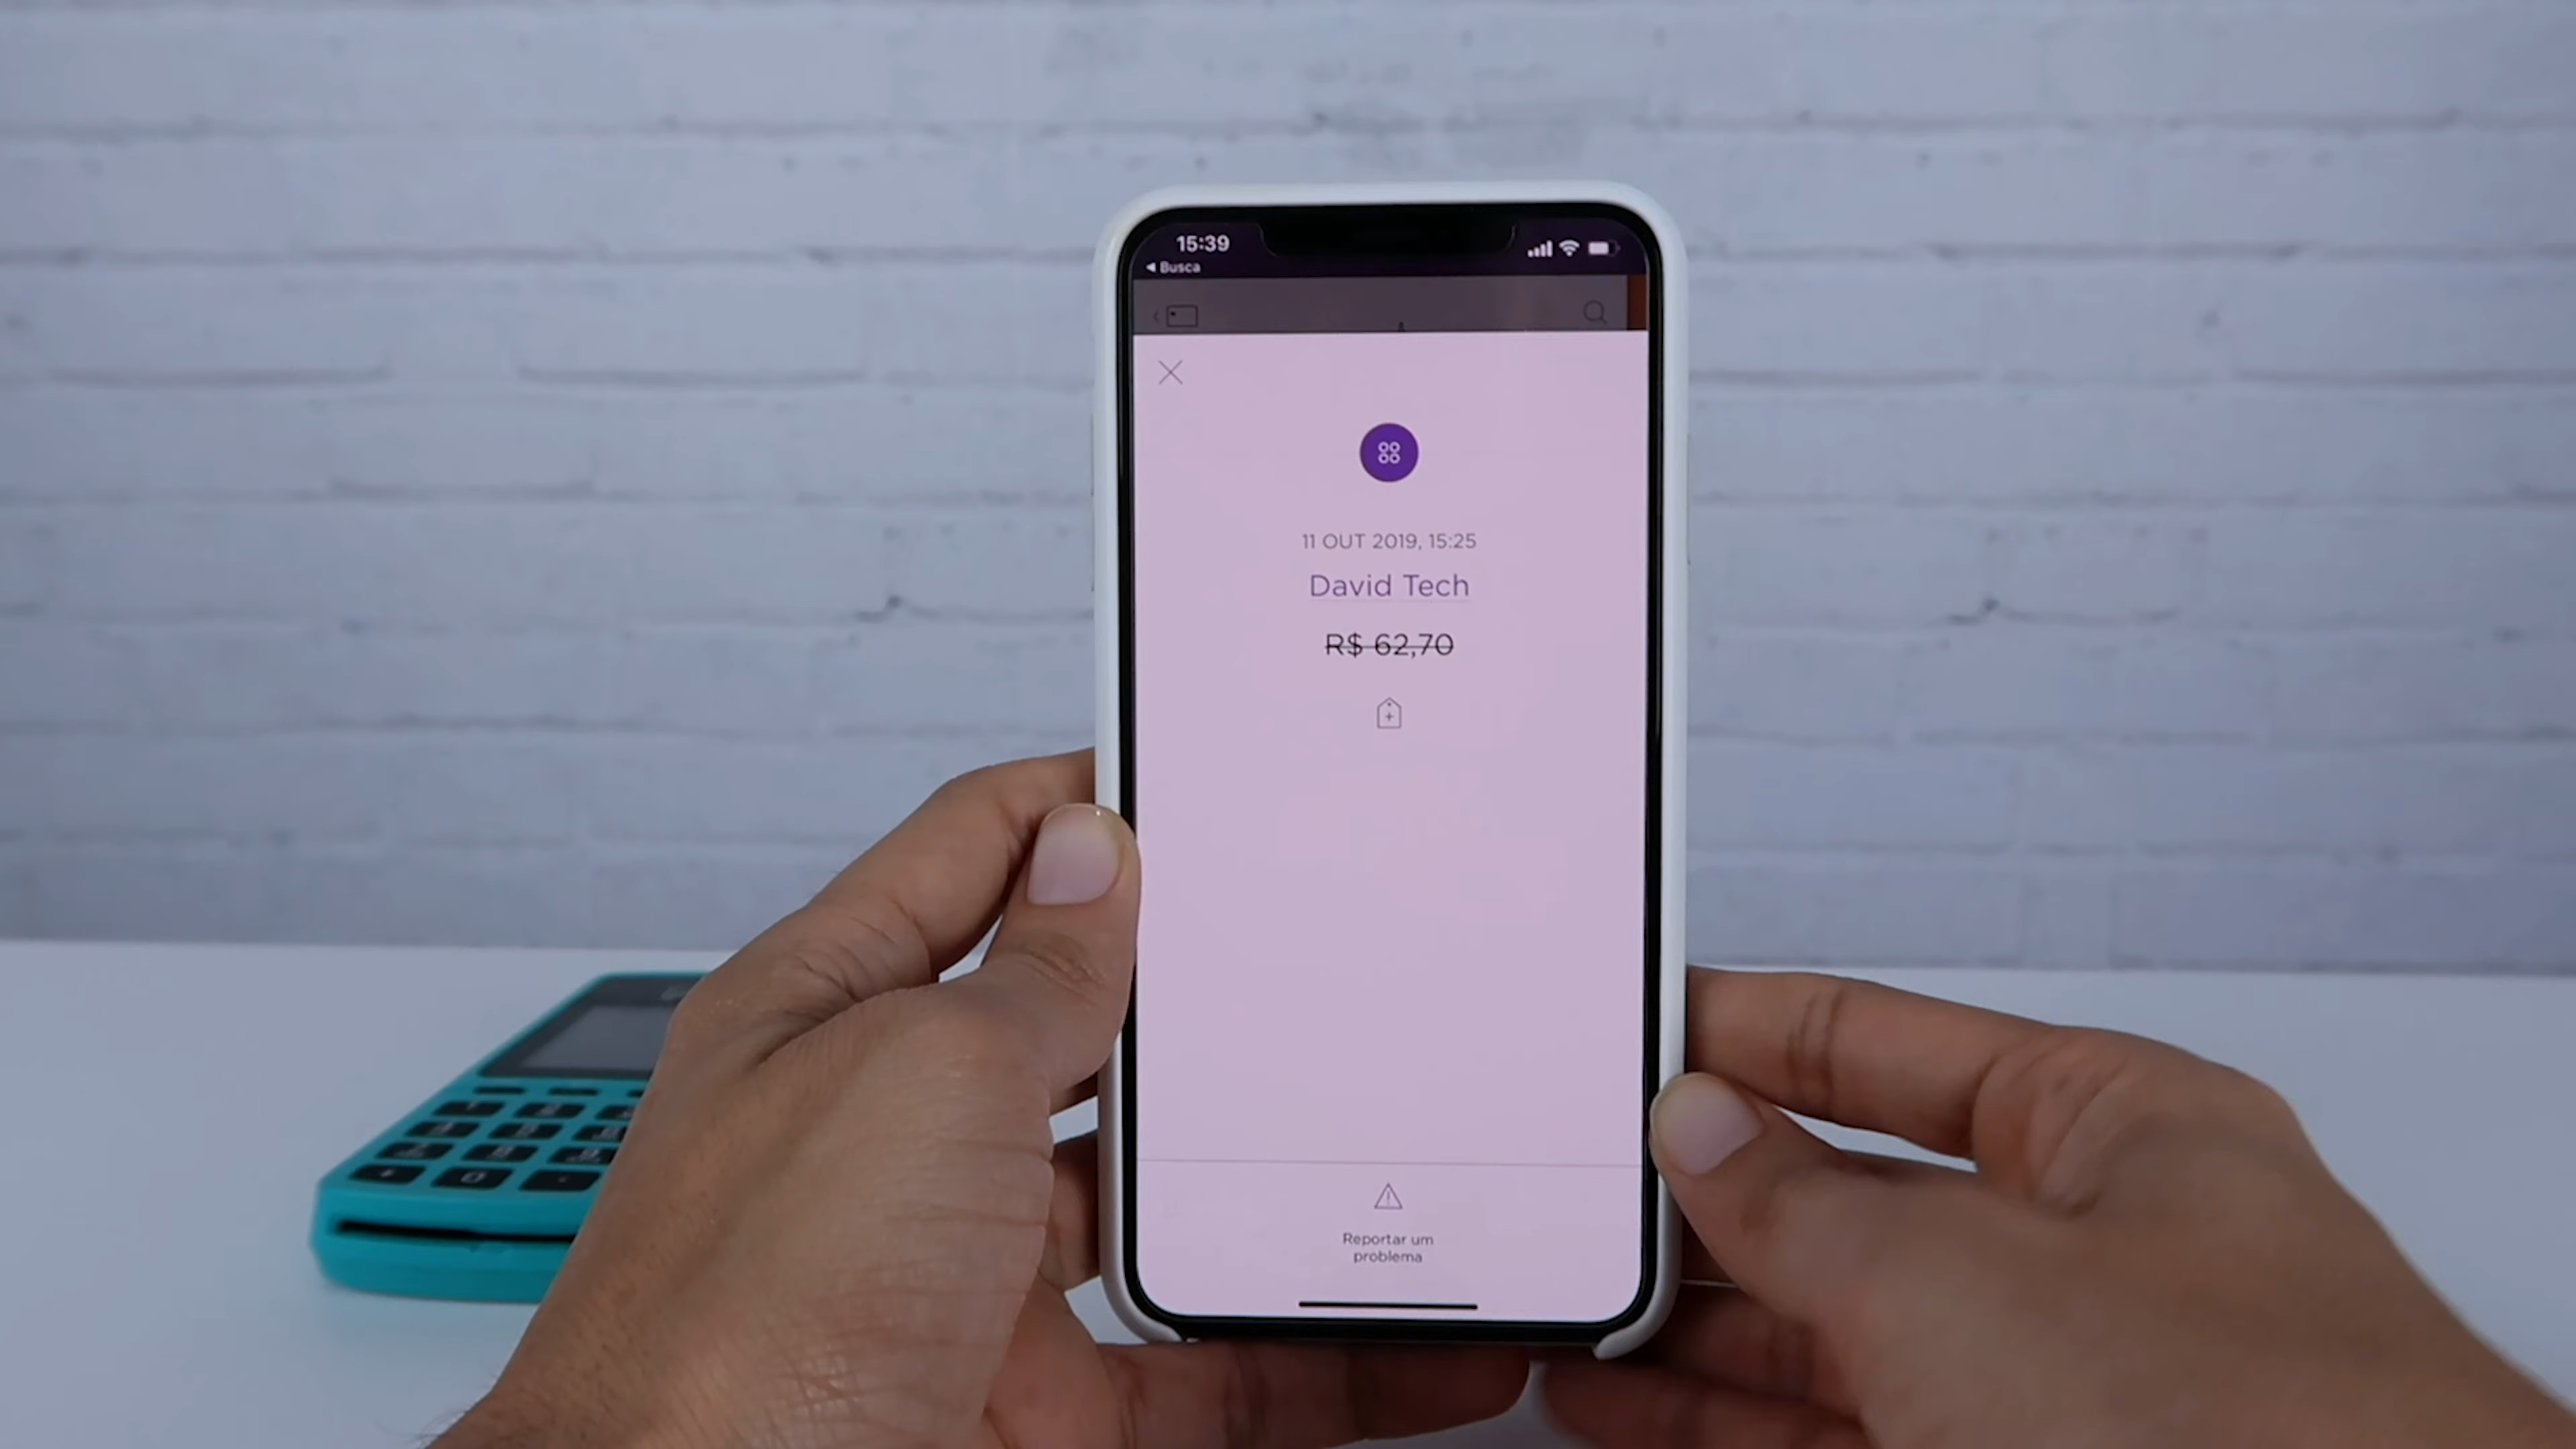 15:39
Busca
11 OUT 2019, 15:25
David Tech
R$ 62,70
Reportar um
problema